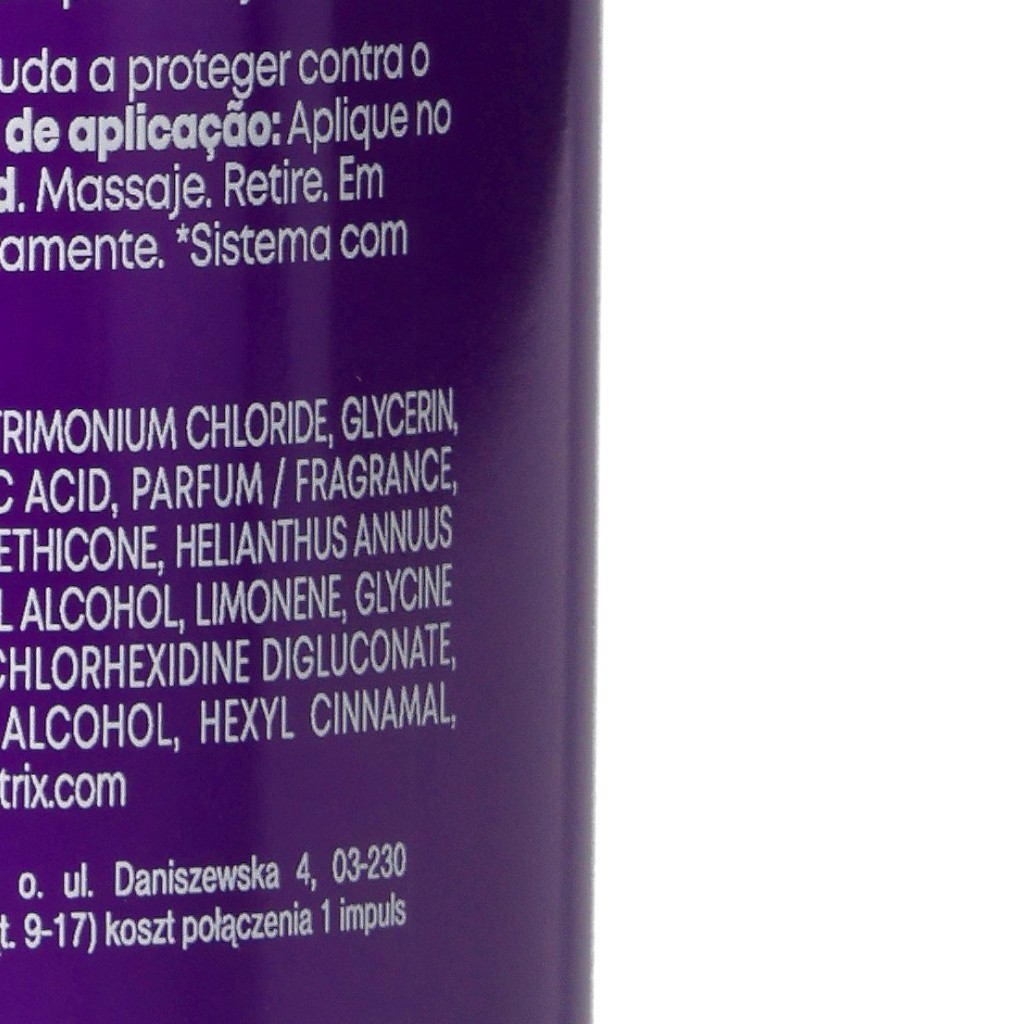 uda a proteger contra o
de aplicação: Aplique no
d. Massaje. Retire. Em
amente. *Sistema com
TRIMONIUM CHLORIDE, GLYCERIN,
C ACID, PARFUM / FRAGRANCE,
ETHICONE, HELIANTHUS ANNUUS
L ALCOHOL, LIMONENE, GLYCINE
CHLORHEXIDINE DIGLUCONATE,
ALCOHOL, HEXYL CINNAMAL,
trix.com
o. ul. Daniszewska 4, 03-230
t. 9-17) koszt połączenia 1 impuls